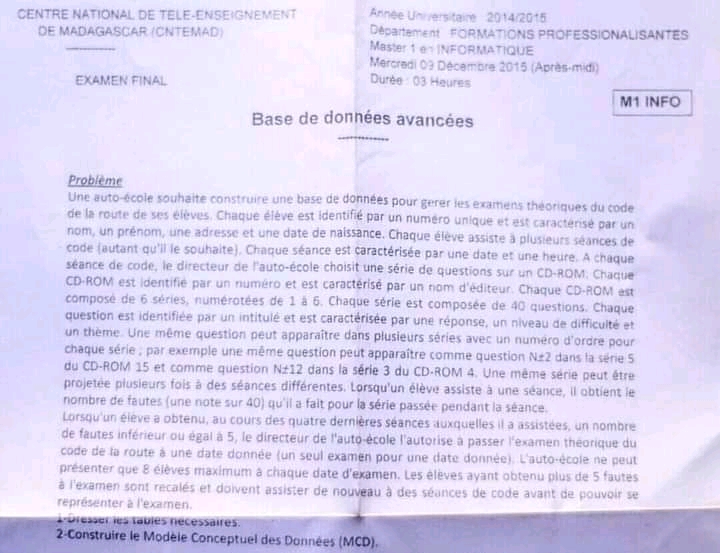 CENTRE NATIONAL DE TELE-ENSEIGNEMENT
DE MADAGASCAR (CNTEMAD)
EXAMEN FINAL
Année Universitaire : 2014/2015
Département : FORMATIONS PROFESSIONALISANTES
Master 1 en INFORMATIQUE
Mercredi 09 Décembre 2015 (Après-midi)
Durée : 03 Heures
M1 INFO
Base de données avancées
Problème
Une auto-école souhaite construire une base de données pour gerer les examens théoriques du code
de la route de ses élèves. Chaque élève est identifié par un numéro unique et est caractérisé par un
nom, un prénom, une adresse et une date de naissance. Chaque élève assiste à plusieurs séances de
code (autant qu'il le souhaite). Chaque séance est caractérisée par une date et une heure. A chaque
séance de code, le directeur de l'auto-école choisit une série de questions sur un CD-ROM. Chaque
CD-ROM est identifié par un numéro et est caractérisé par un nom d'éditeur. Chaque CD-ROM est
composé de 6 séries, numérotées de 1 à 6. Chaque série est composée de 40 questions. Chaque
question est identifiée par un intitulé et est caractérisée par une réponse, un niveau de difficulté et
un thème. Une même question peut apparaître dans plusieurs séries avec un numéro d'ordre pour
chaque série ; par exemple une même question peut apparaître comme question N±2 dans la série 5
du CD-ROM 15 et comme question N±12 dans la série 3 du CD-ROM 4. Une même série peut être
projetée plusieurs fois à des séances différentes. Lorsqu'un élève assiste à une séance, il obtient le
nombre de fautes (une note sur 40) qu'il a fait pour la série passée pendant la séance.
Lorsqu'un élève a obtenu, au cours des quatre dernières séances auxquelles il a assistées, un nombre
de fautes inférieur ou égal à 5, le directeur de l'auto-école l'autorise à passer l'examen théorique du
code de la route à une date donnée (un seul examen pour une date donnée). L'auto-école ne peut
présenter que 8 élèves maximum à chaque date d'examen. Les élèves ayant obtenu plus de 5 fautes
à l'examen sont recalés et doivent assister de nouveau à des séances de code avant de pouvoir se
représenter à l'examen.
1-Dresser les tables nécessaires.
2-Construire le Modèle Conceptuel des Données (MCD).